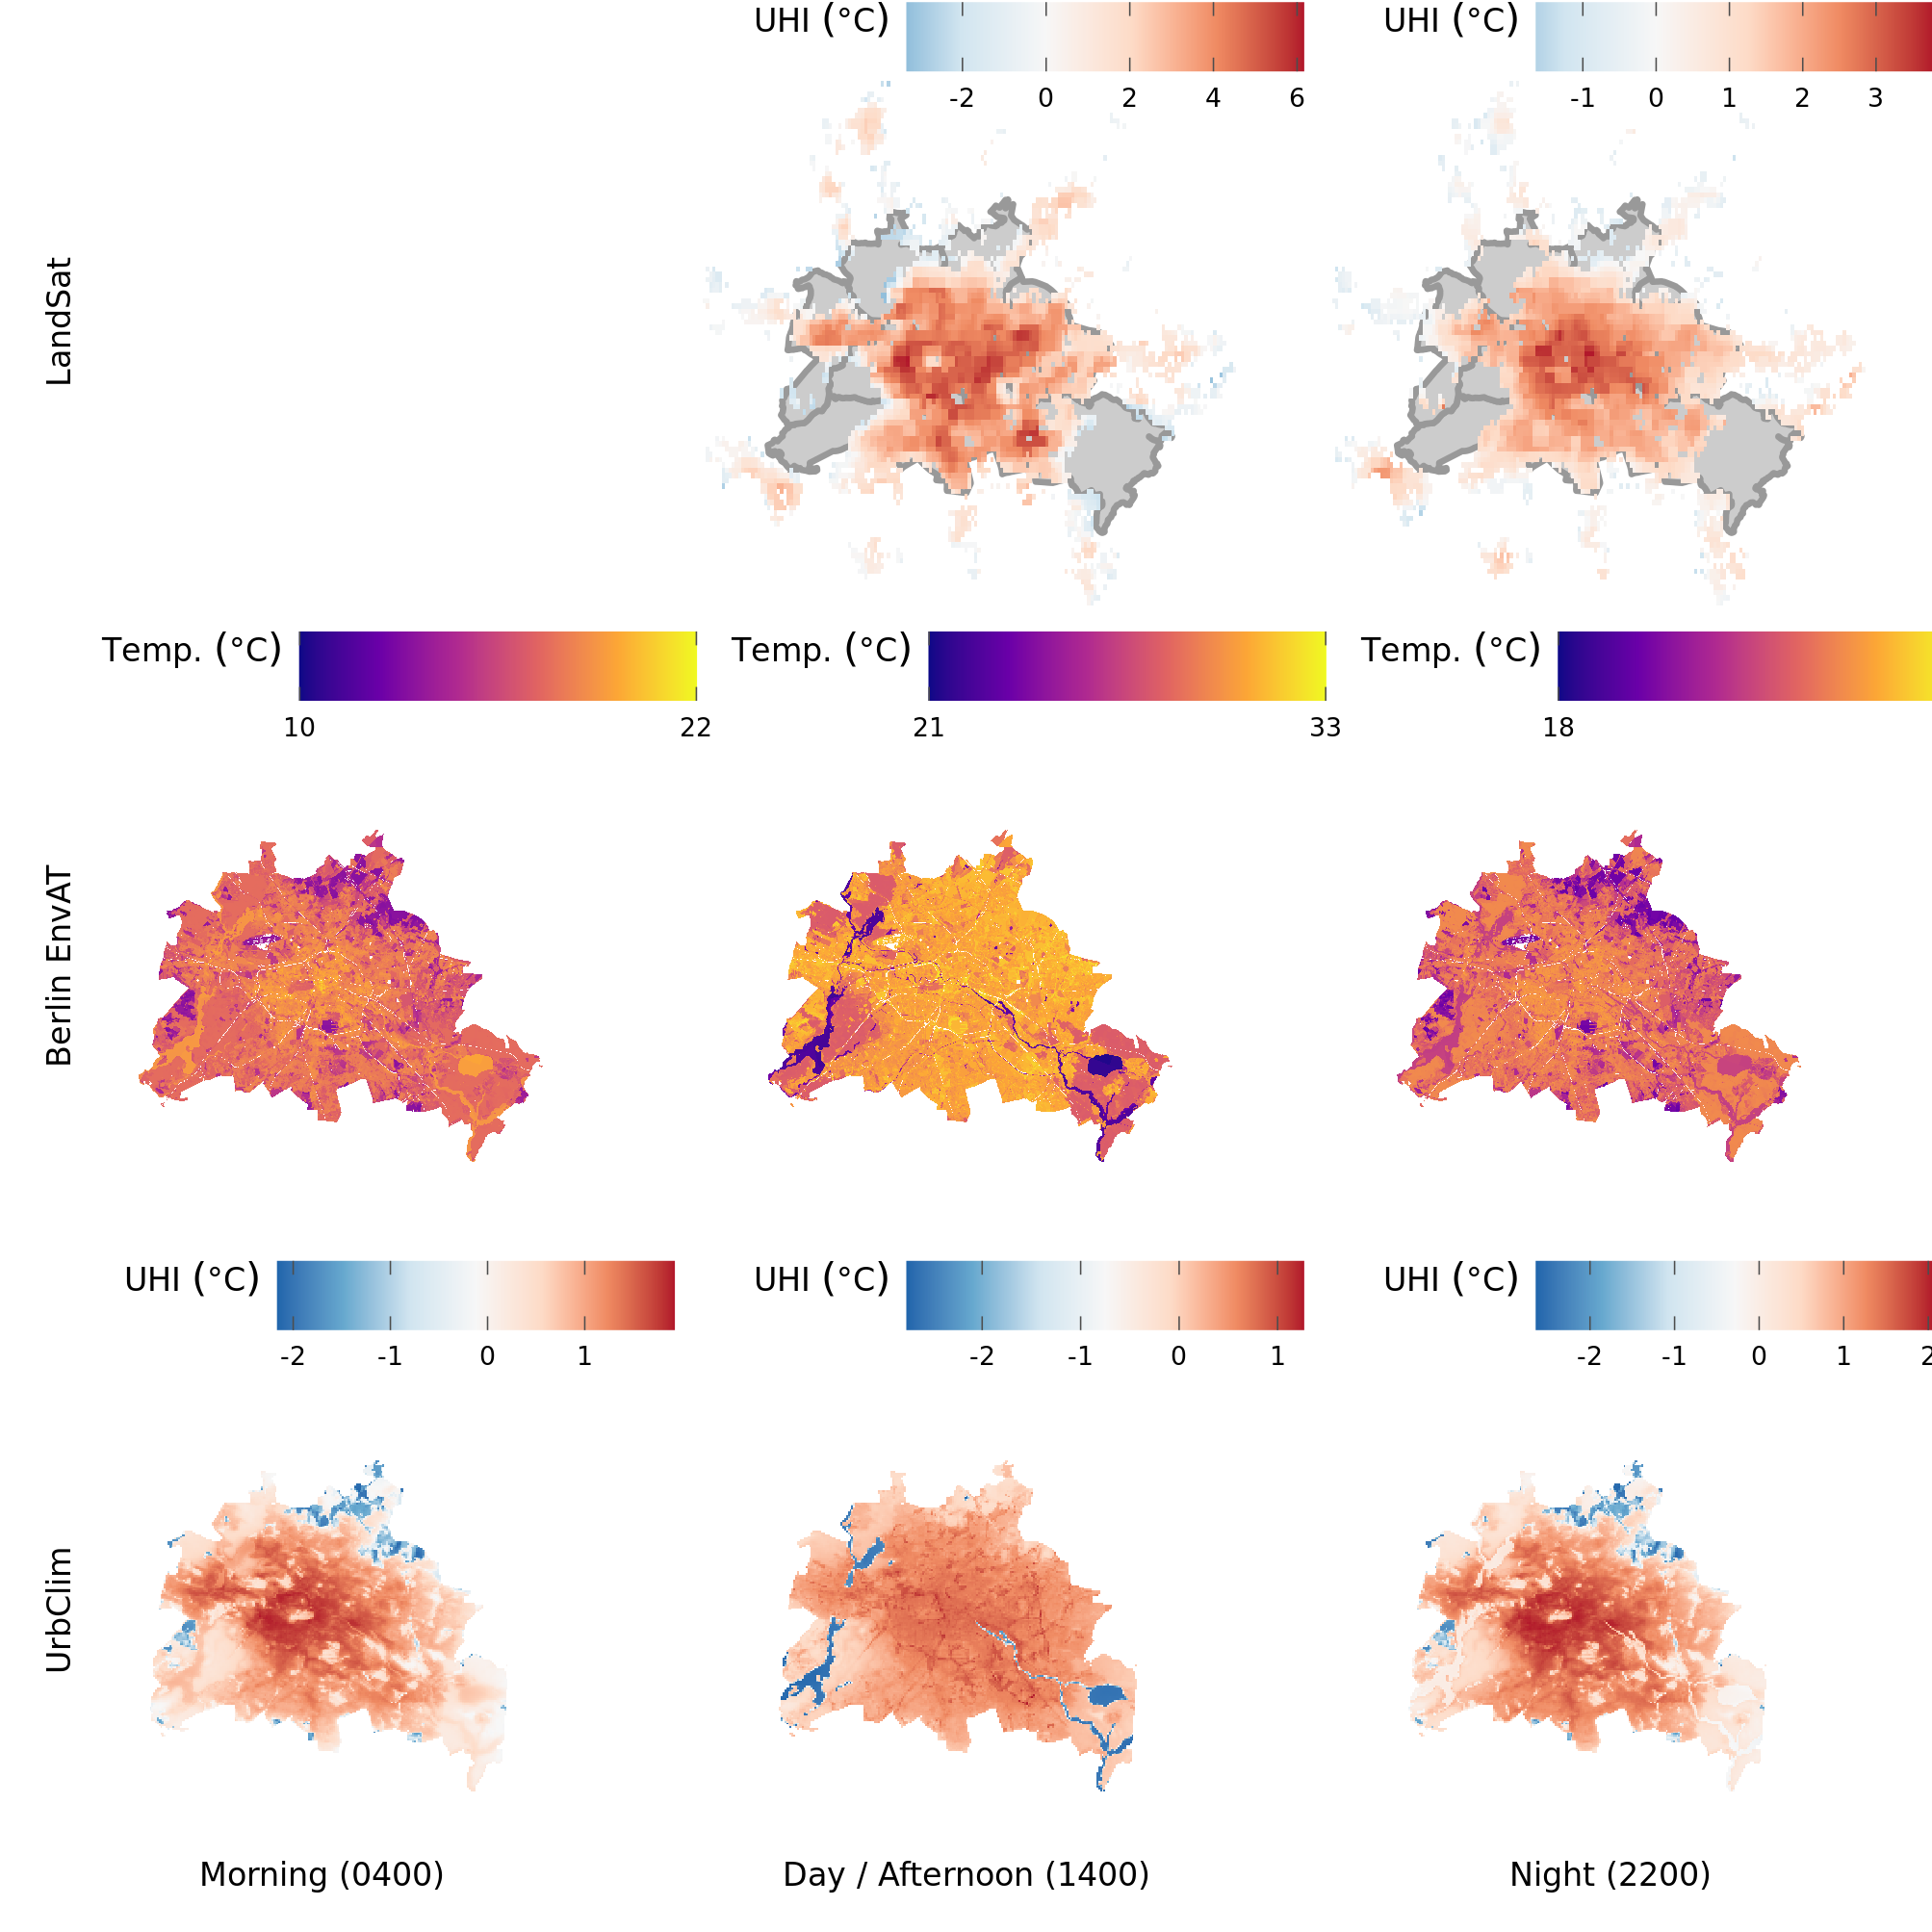 UHI (°C)
-2 0 2 4 6
UHI (°C)
-1 0 1 2 3
LandSat
Temp. (°C)
10 22
Temp. (°C)
21 33
Temp. (°C)
18
Berlin EnvAT
UHI (°C)
-2 -1 0 1
UHI (°C)
-2 -1 0 1
UHI (°C)
-2 -1 0 1 2
UrbClim
Morning (0400)
Day / Afternoon (1400)
Night (2200)